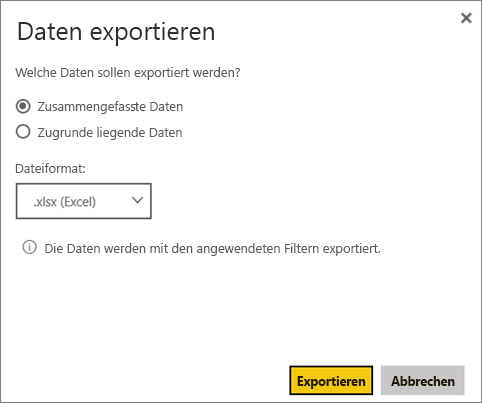 Daten exportieren
Welche Daten sollen exportiert werden?
Zusammengefasste Daten
Zugrunde liegende Daten
Dateiformat:
.xlsx (Excel)
Die Daten werden mit den angewendeten Filtern exportiert.
Exportieren Abbrechen